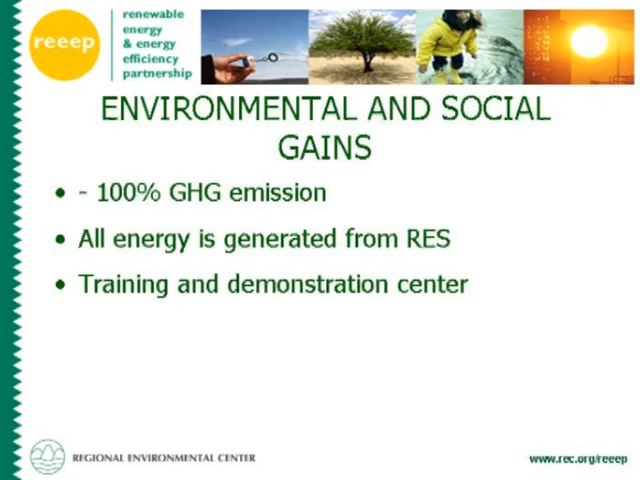 reeep
renewable
energy
& energy
efficiency
partnership
ENVIRONMENTAL AND SOCIAL
GAINS
• - 100% GHG emission
• All energy is generated from RES
• Training and demonstration center
REGIONAL ENVIRONMENTAL CENTER
www.rec.org/reeep